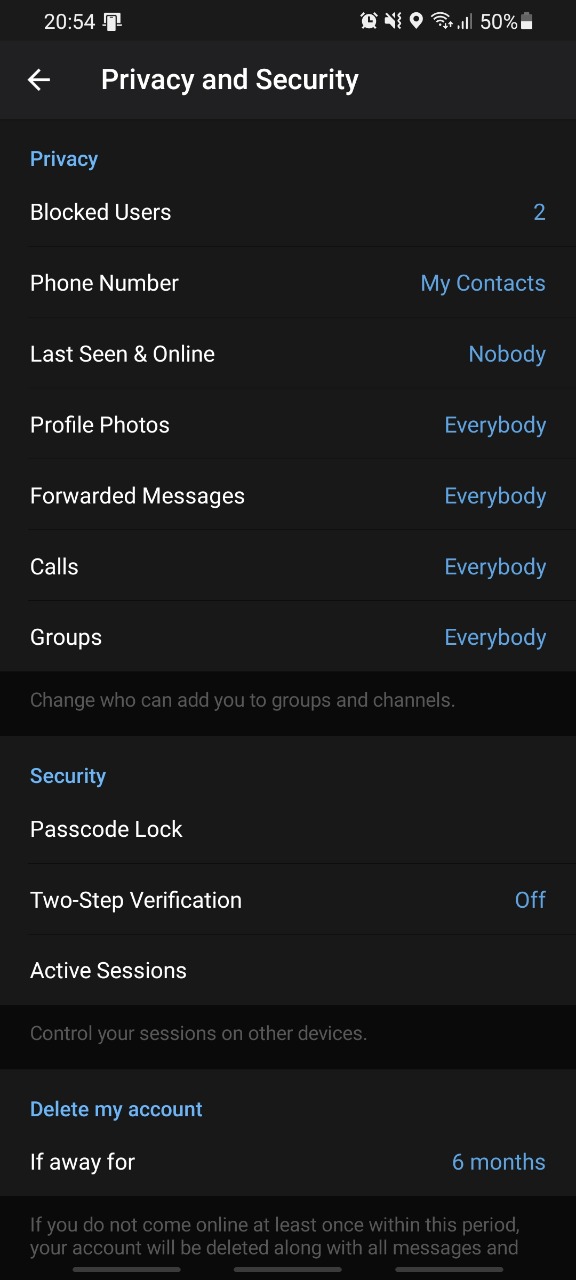 20:54 50%
Privacy and Security
Privacy
Blocked Users 2
Phone Number My Contacts
Last Seen & Online Nobody
Profile Photos Everybody
Forwarded Messages Everybody
Calls Everybody
Groups Everybody
Change who can add you to groups and channels.
Security
Passcode Lock
Two-Step Verification Off
Active Sessions
Control your sessions on other devices.
Delete my account
If away for 6 months
If you do not come online at least once within this period,
your account will be deleted along with all messages and